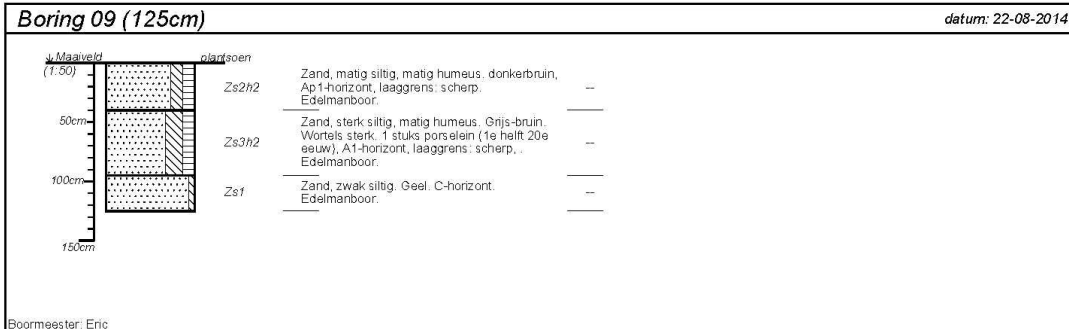 Boring 09 (125cm) datum: 22-08-2014
Maaiveld plantsoen
(1:50)
Zs2h2 Zand, matig siltig, matig humeus. donkerbruin, --
Ap1-horizont, laaggrens: scherp.
Edelmanboor.
50cm
Zs3h2 Zand, sterk siltig, matig humeus. Grijs-bruin. --
Wortels sterk. 1 stuks porselein (1e helft 20e
eeuw), A1-horizont, laaggrens: scherp, .
Edelmanboor.
100cm
Zs1 Zand, zwak siltig. Geel. C-horizont. --
Edelmanboor.
150cm
Boormeester: Eric